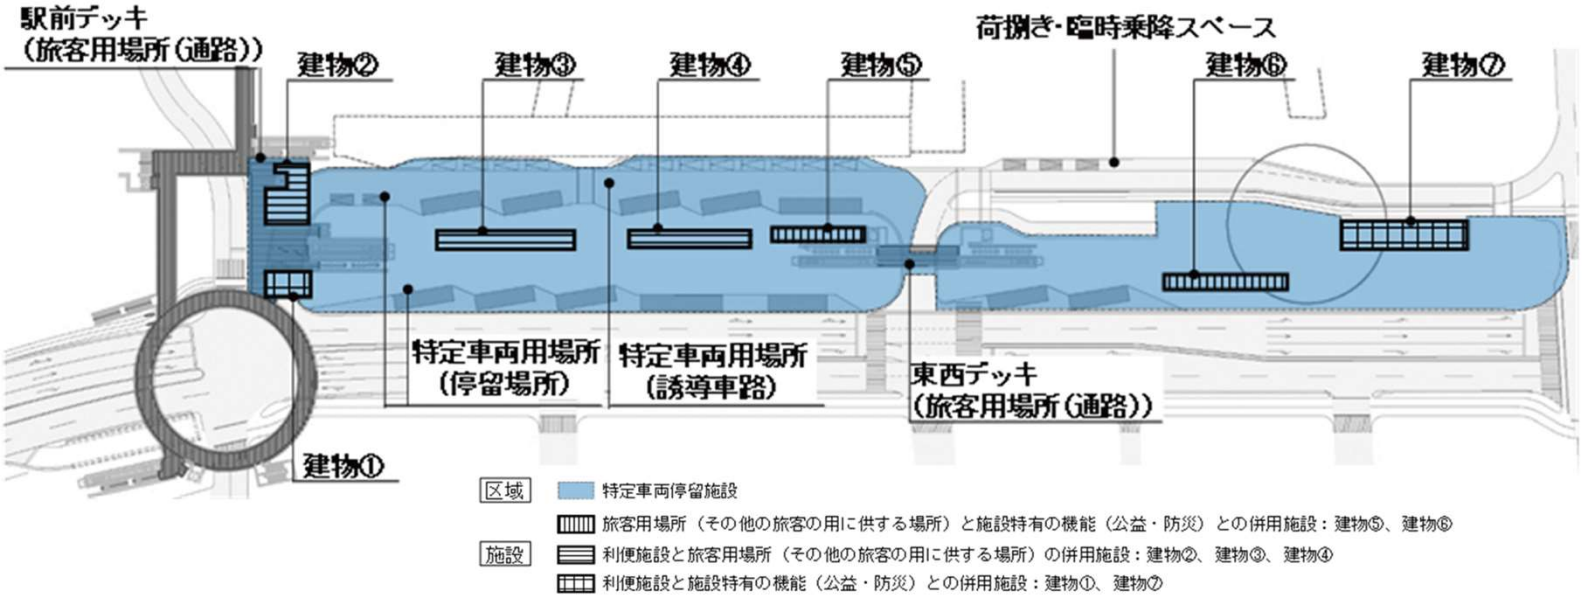 駅前デッキ
(旅客用場所(通路))
荷捌き・臨時乗降スペース
建物②
建物③
建物④
建物⑤
建物⑥
建物⑦
特定車両用場所
(停留場所)
特定車両用場所
(誘導車路)
東西デッキ
(旅客用場所(通路))
建物①
区域
特定車両停留施設
旅客用場所（その他の旅客の用に供する場所）と施設特有の機能（公益・防災）との併用施設：建物⑤、建物⑥
施設
利便施設と旅客用場所（その他の旅客の用に供する場所）の併用施設：建物②、建物③、建物④
利便施設と施設特有の機能（公益・防災）との併用施設：建物①、建物⑦